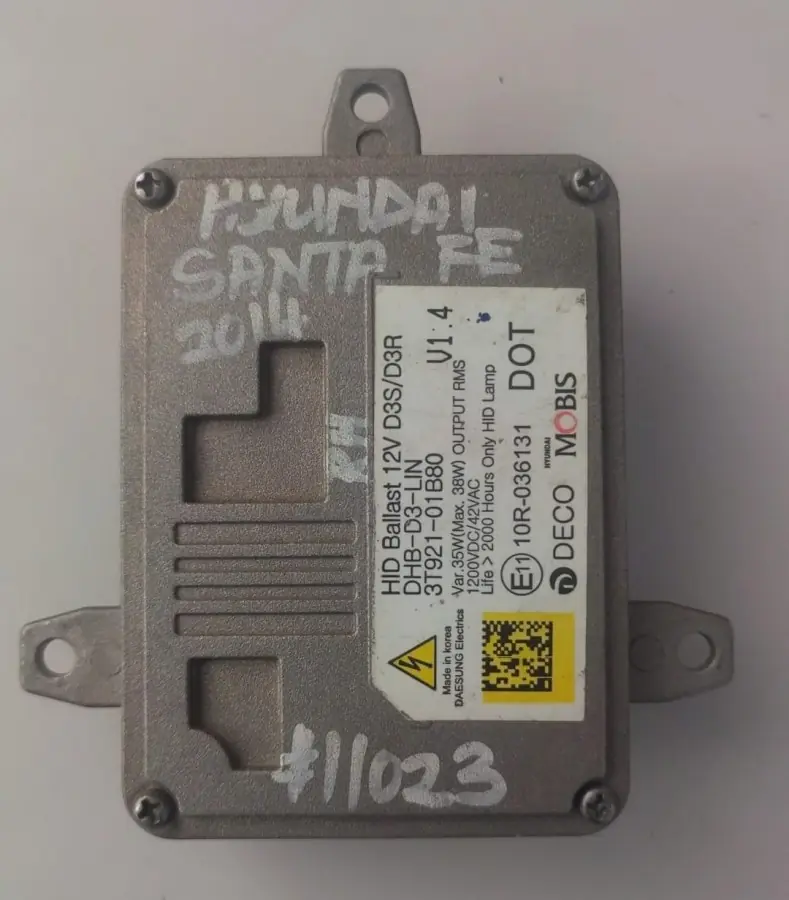 HYUNDAI
SANTA FE
2014
RH
HID Ballast 12V D3S/D3R
DHB-D3-LIN
3T921-01B80 V1.4
Var.35W(Max. 38W) OUTPUT RMS
1200VDC/42VAC
Life > 2000 Hours Only HID Lamp
E11 10R-036131 DOT
DECO HYUNDAI MOBIS
Made in korea
DAESUNG Electrics
#11023